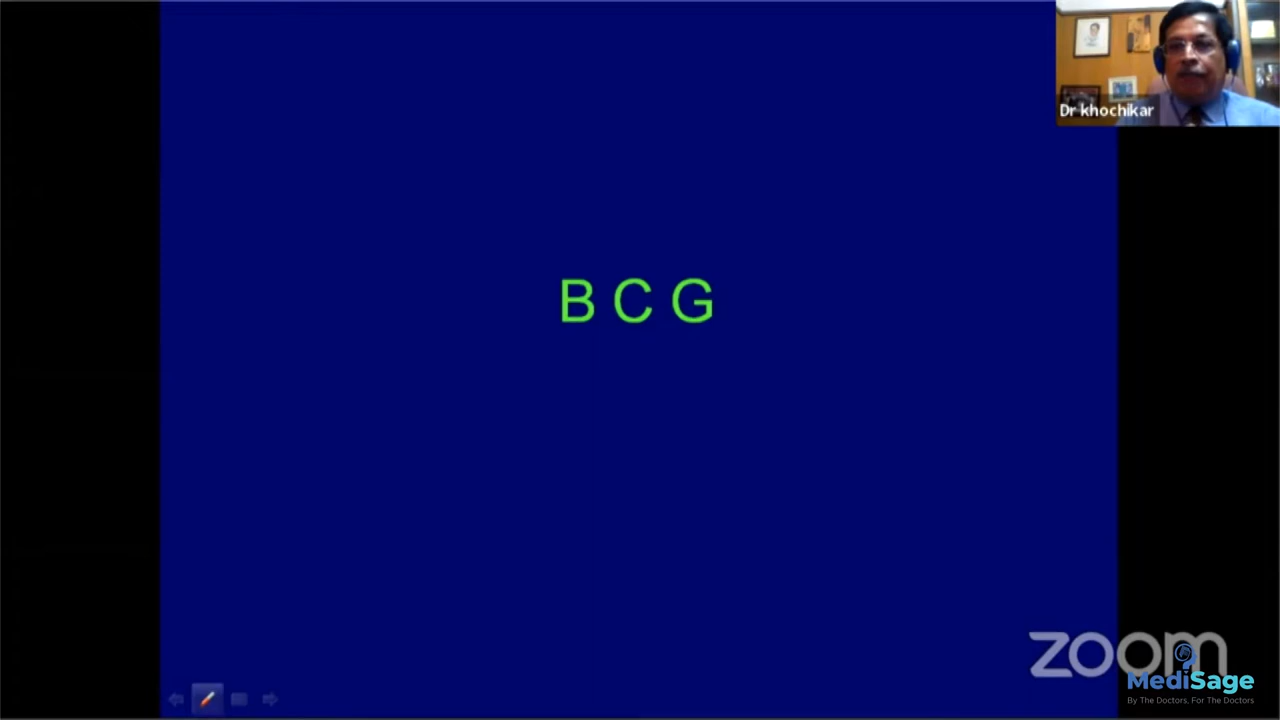 Dr khochikar
B C G
zoom
MediSage
By The Doctors, For The Doctors